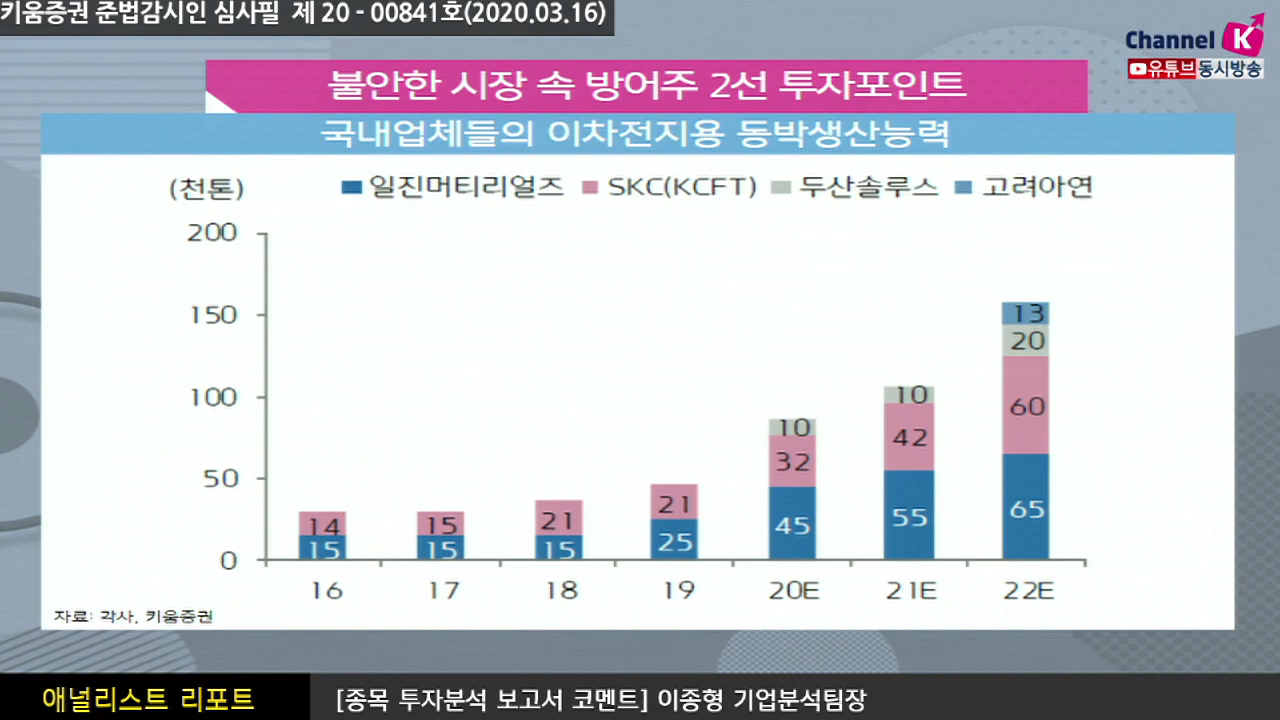 키움증권 준법감시인 심사필 제 20 - 00841호(2020.03.16)
Channel K
유튜브 동시방송
불안한 시장 속 방어주 2선 투자포인트
국내업체들의 이차전지용 동박생산능력
(천톤) 일진머티리얼즈 SKC(KCFT) 두산솔루스 고려아연
200
150
100
50
0
14
15
15
15
21
15
21
25
10
32
45
10
42
55
13
20
60
65
16 17 18 19 20E 21E 22E
자료: 각사, 키움증권
애널리스트 리포트 [종목 투자분석 보고서 코멘트] 이종형 기업분석팀장